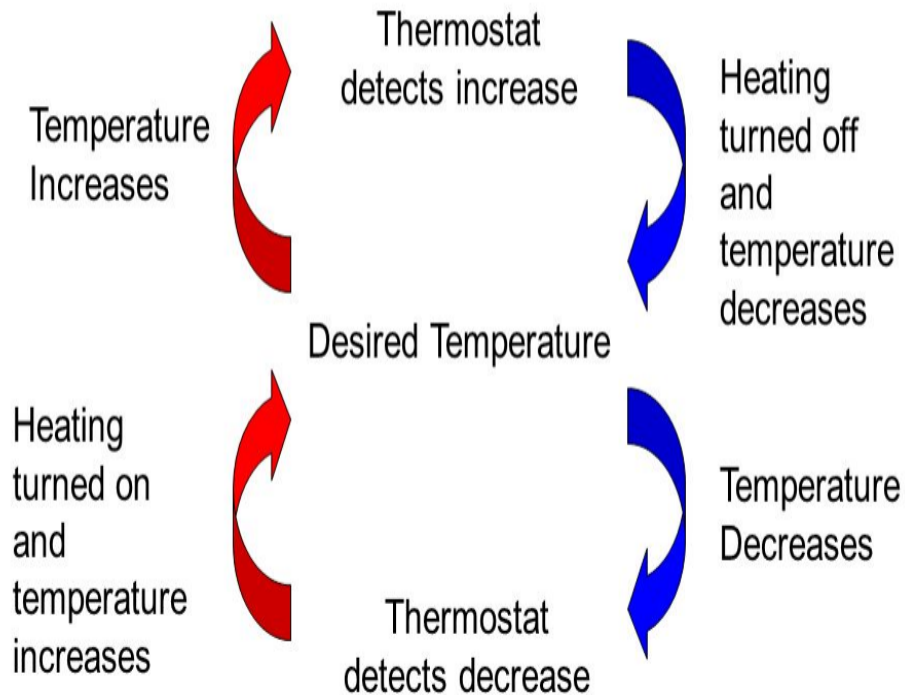 Thermostat
detects increase
Temperature
Increases
Heating
turned off
and
temperature
decreases
Desired Temperature
Heating
turned on
and
temperature
increases
Temperature
Decreases
Thermostat
detects decrease